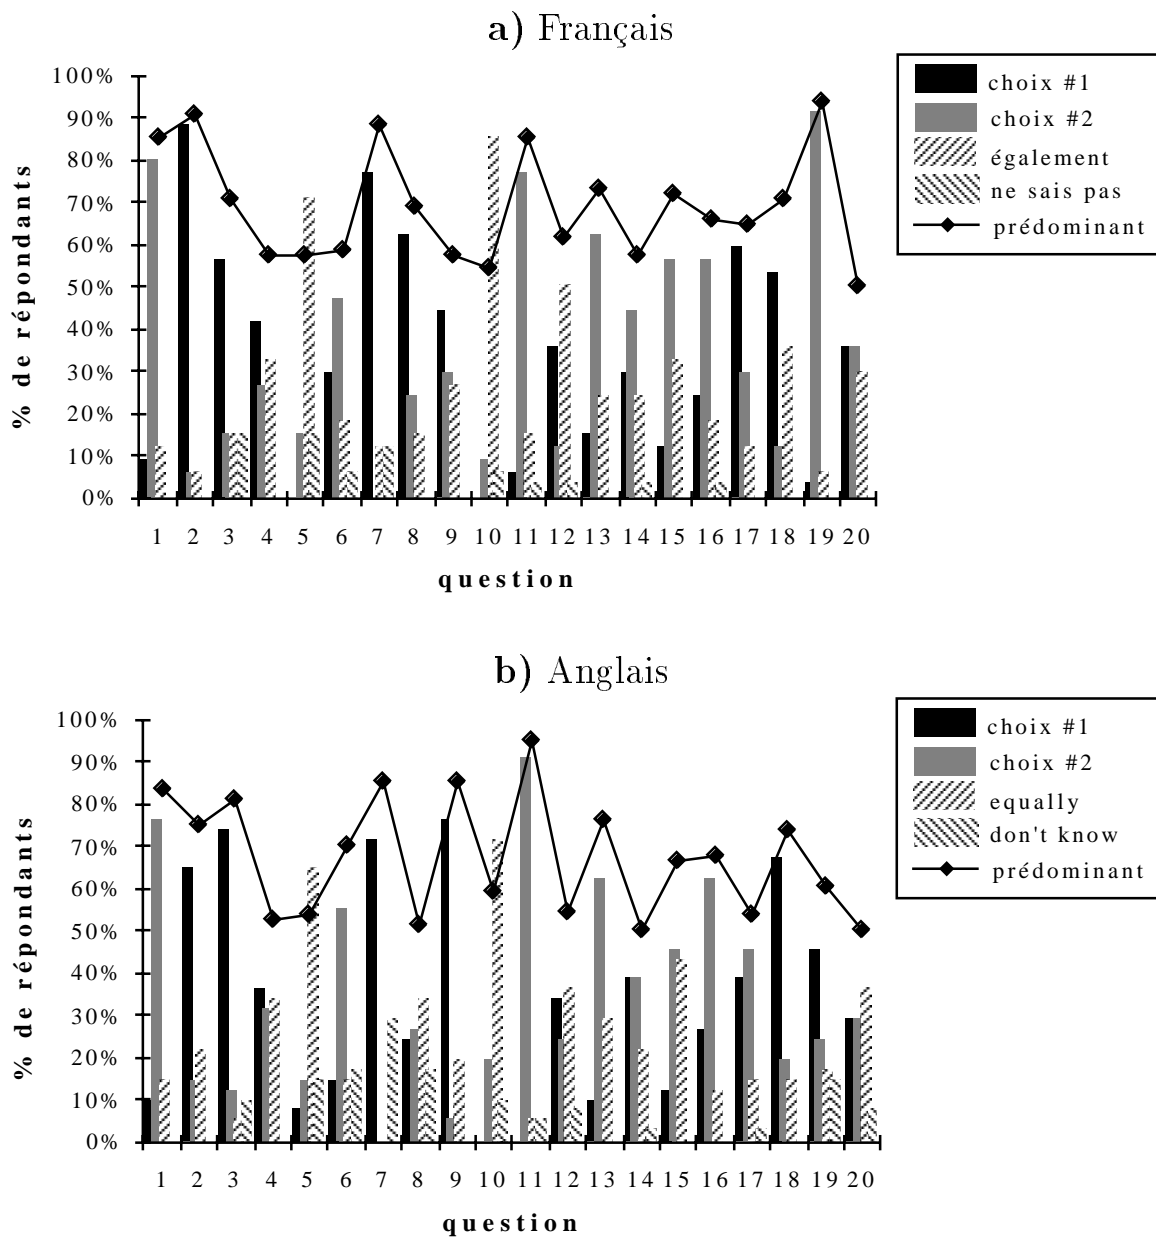 a) Français
100%
90%
80%
70%
60%
50%
40%
30%
20%
10%
0%
% de répondants
1 2 3 4 5 6 7 8 9 10 11 12 13 14 15 16 17 18 19 20
question
choix #1
choix #2
également
ne sais pas
prédominant
b) Anglais
100%
90%
80%
70%
60%
50%
40%
30%
20%
10%
0%
% de répondants
1 2 3 4 5 6 7 8 9 10 11 12 13 14 15 16 17 18 19 20
question
choix #1
choix #2
equally
don't know
prédominant